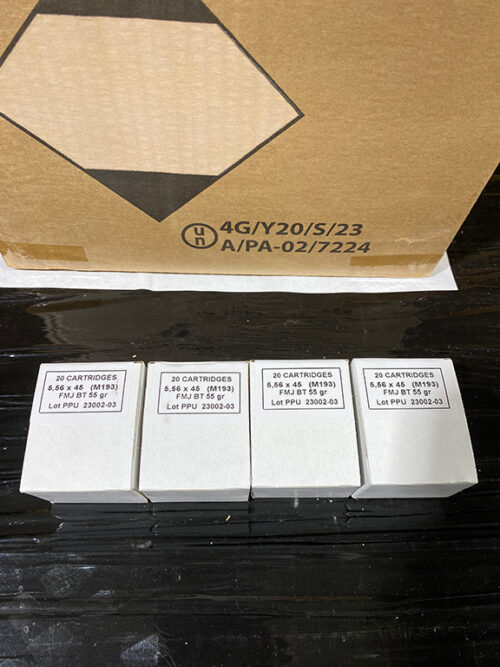 un 4G/Y20/S/23
A/PA-02/7224
20 CARTRIDGES
5,56 x 45 (M193)
FMJ BT 55 gr
Lot PPU 23002-03
20 CARTRIDGES
5,56 x 45 (M193)
FMJ BT 55 gr
Lot PPU 23002-03
20 CARTRIDGES
5,56 x 45 (M193)
FMJ BT 55 gr
Lot PPU 23002-03
20 CARTRIDGES
5,56 x 45 (M193)
FMJ BT 55 gr
Lot PPU 23002-03